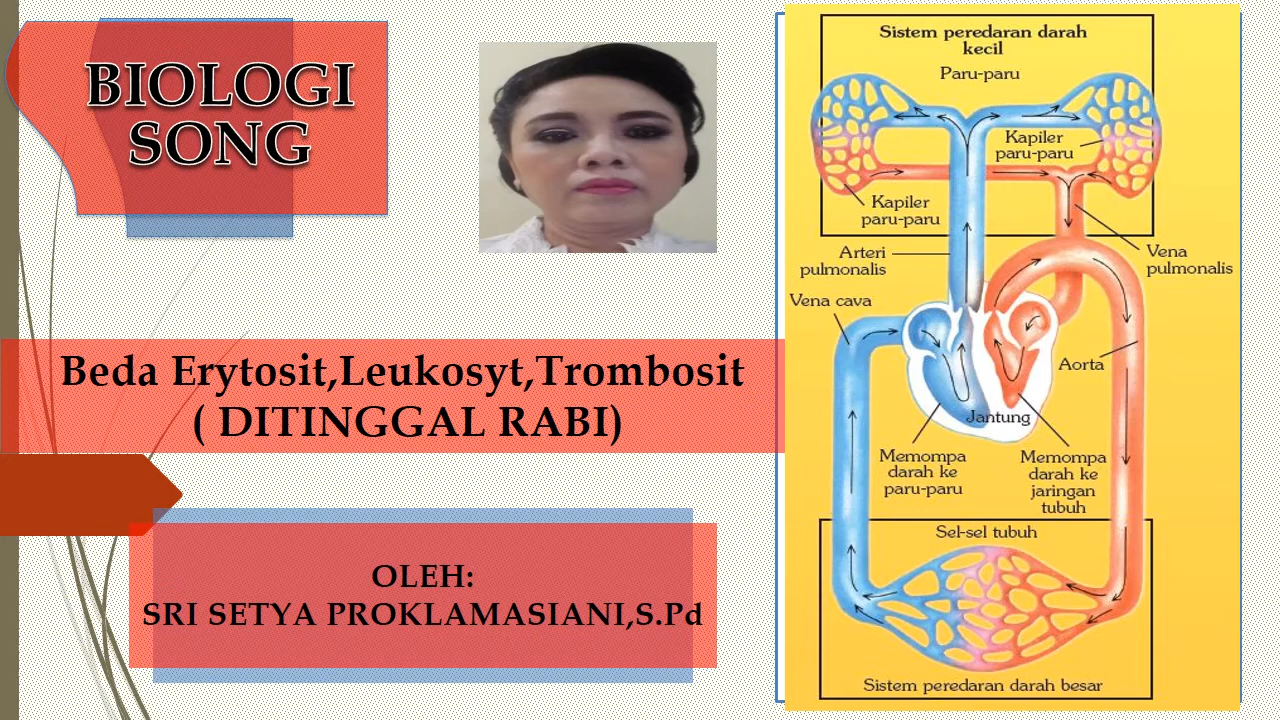 BIOLOGI
SONG
Beda Erytosit,Leukosyt,Trombosit
( DITINGGAL RABI)
OLEH:
SRI SETYA PROKLAMASIANI,S.Pd
Sistem peredaran darah
kecil
Paru-paru
Kapiler
paru-paru
Kapiler
paru-paru
Arteri
pulmonalis
Vena
pulmonalis
Vena cava
Aorta
Jantung
Memompa
darah ke
paru-paru
Memompa
darah ke
jaringan
tubuh
Sel-sel tubuh
Sistem peredaran darah besar